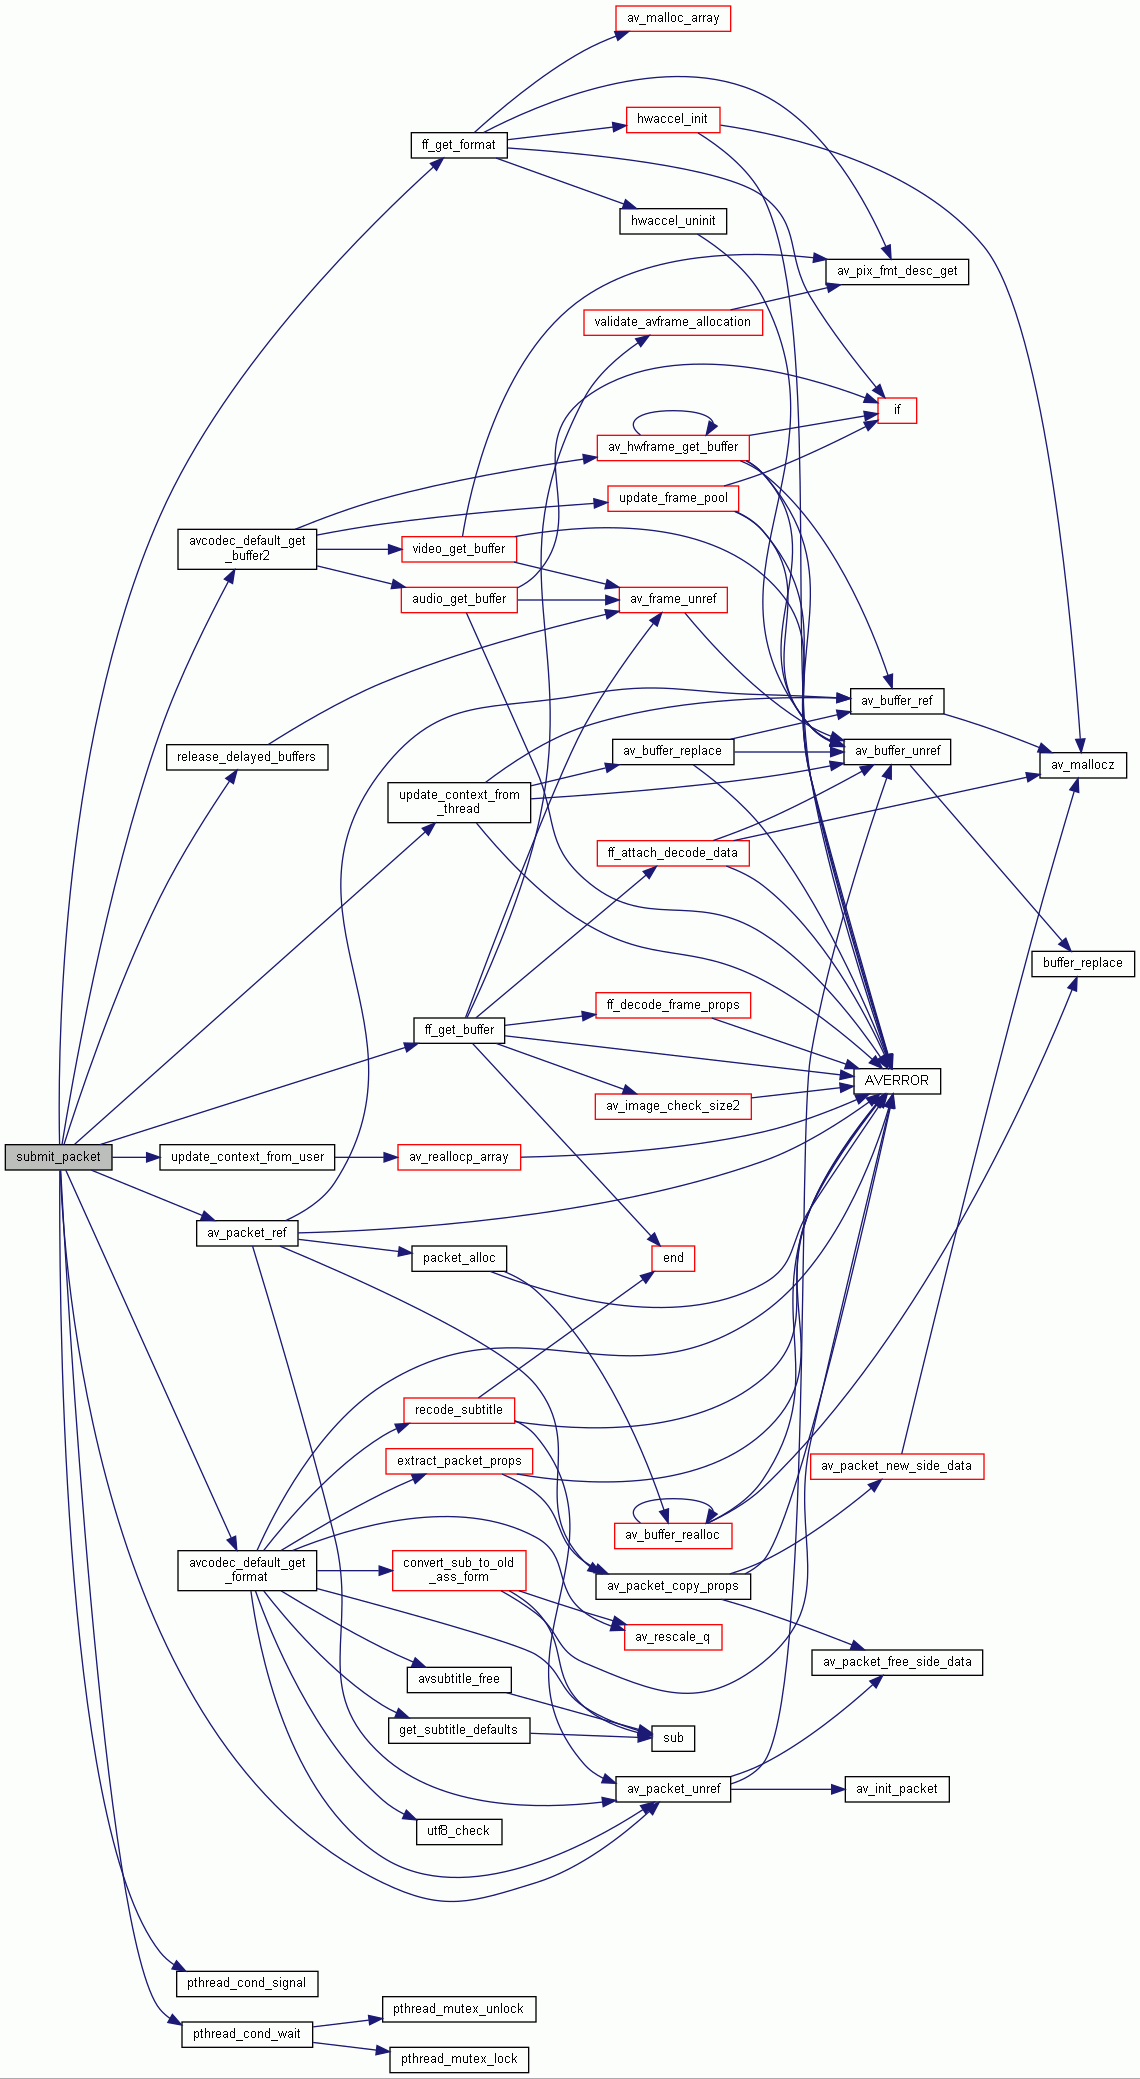 av_malloc_array
hwaccel_init
ff_get_format
hwaccel_uninit
av_pix_fmt_desc_get
validate_avframe_allocation
if
av_hwframe_get_buffer
update_frame_pool
avcodec_default_get
_buffer2
video_get_buffer
audio_get_buffer
av_frame_unref
av_buffer_ref
release_delayed_buffers
av_buffer_replace
av_buffer_unref
av_mallocz
update_context_from
_thread
ff_attach_decode_data
buffer_replace
ff_decode_frame_props
ff_get_buffer
AVERROR
av_image_check_size2
submit_packet
update_context_from_user
av_reallocp_array
av_packet_ref
packet_alloc
end
recode_subtitle
extract_packet_props
av_packet_new_side_data
av_buffer_realloc
avcodec_default_get
_format
convert_sub_to_old
_ass_form
av_packet_copy_props
av_rescale_q
av_packet_free_side_data
avsubtitle_free
get_subtitle_defaults
sub
av_packet_unref
av_init_packet
utf8_check
pthread_cond_signal
pthread_mutex_unlock
pthread_cond_wait
pthread_mutex_lock